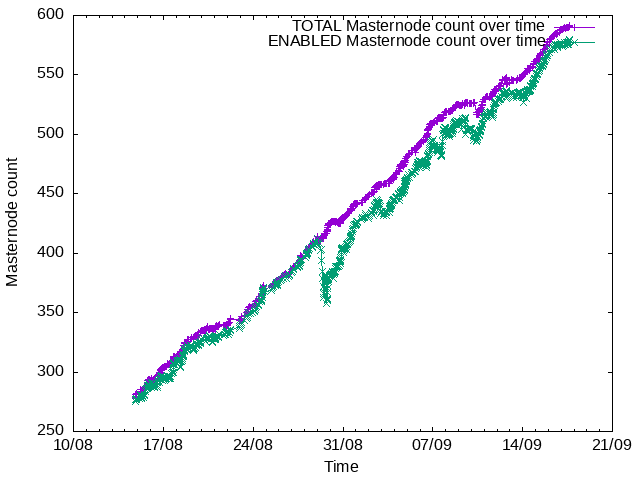 600
TOTAL Masternode count over time
ENABLED Masternode count over time
550
500
450
400
350
300
250
Masternode count
10/08 17/08 24/08 31/08 07/09 14/09 21/09
Time